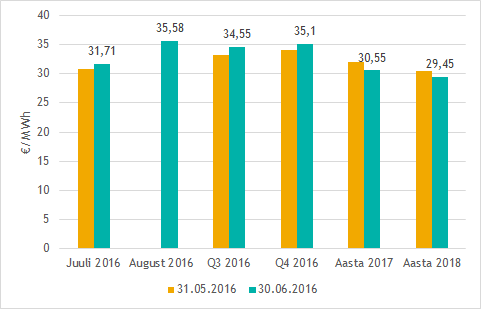 40
35
30
25
20
15
10
5
0
€/MWh
31,71
35,58
34,55
35,1
30,55
29,45
Juuli 2016
August 2016
Q3 2016
Q4 2016
Aasta 2017
Aasta 2018
31.05.2016
30.06.2016